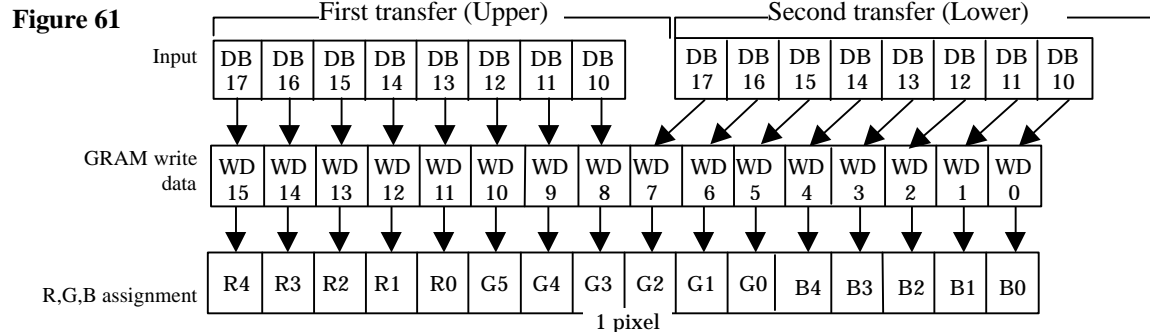 Figure 61
First transfer (Upper) Second transfer (Lower)
Input DB 17 DB 16 DB 15 DB 14 DB 13 DB 12 DB 11 DB 10 DB 17 DB 16 DB 15 DB 14 DB 13 DB 12 DB 11 DB 10
GRAM write data WD 15 WD 14 WD 13 WD 12 WD 11 WD 10 WD 9 WD 8 WD 7 WD 6 WD 5 WD 4 WD 3 WD 2 WD 1 WD 0
R,G,B assignment R4 R3 R2 R1 R0 G5 G4 G3 G2 G1 G0 B4 B3 B2 B1 B0
1 pixel